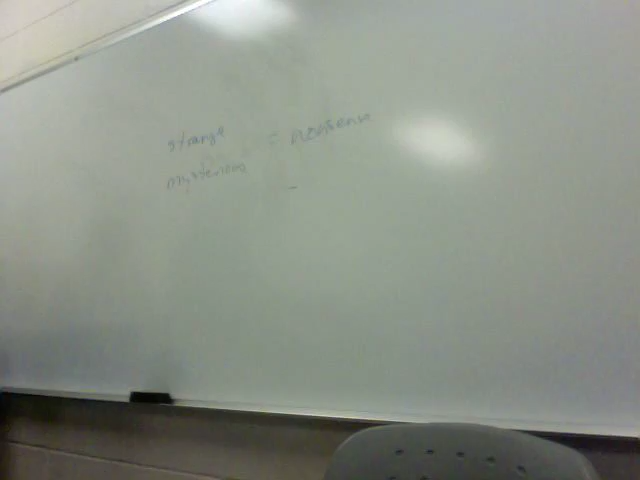 strange =
mysterious